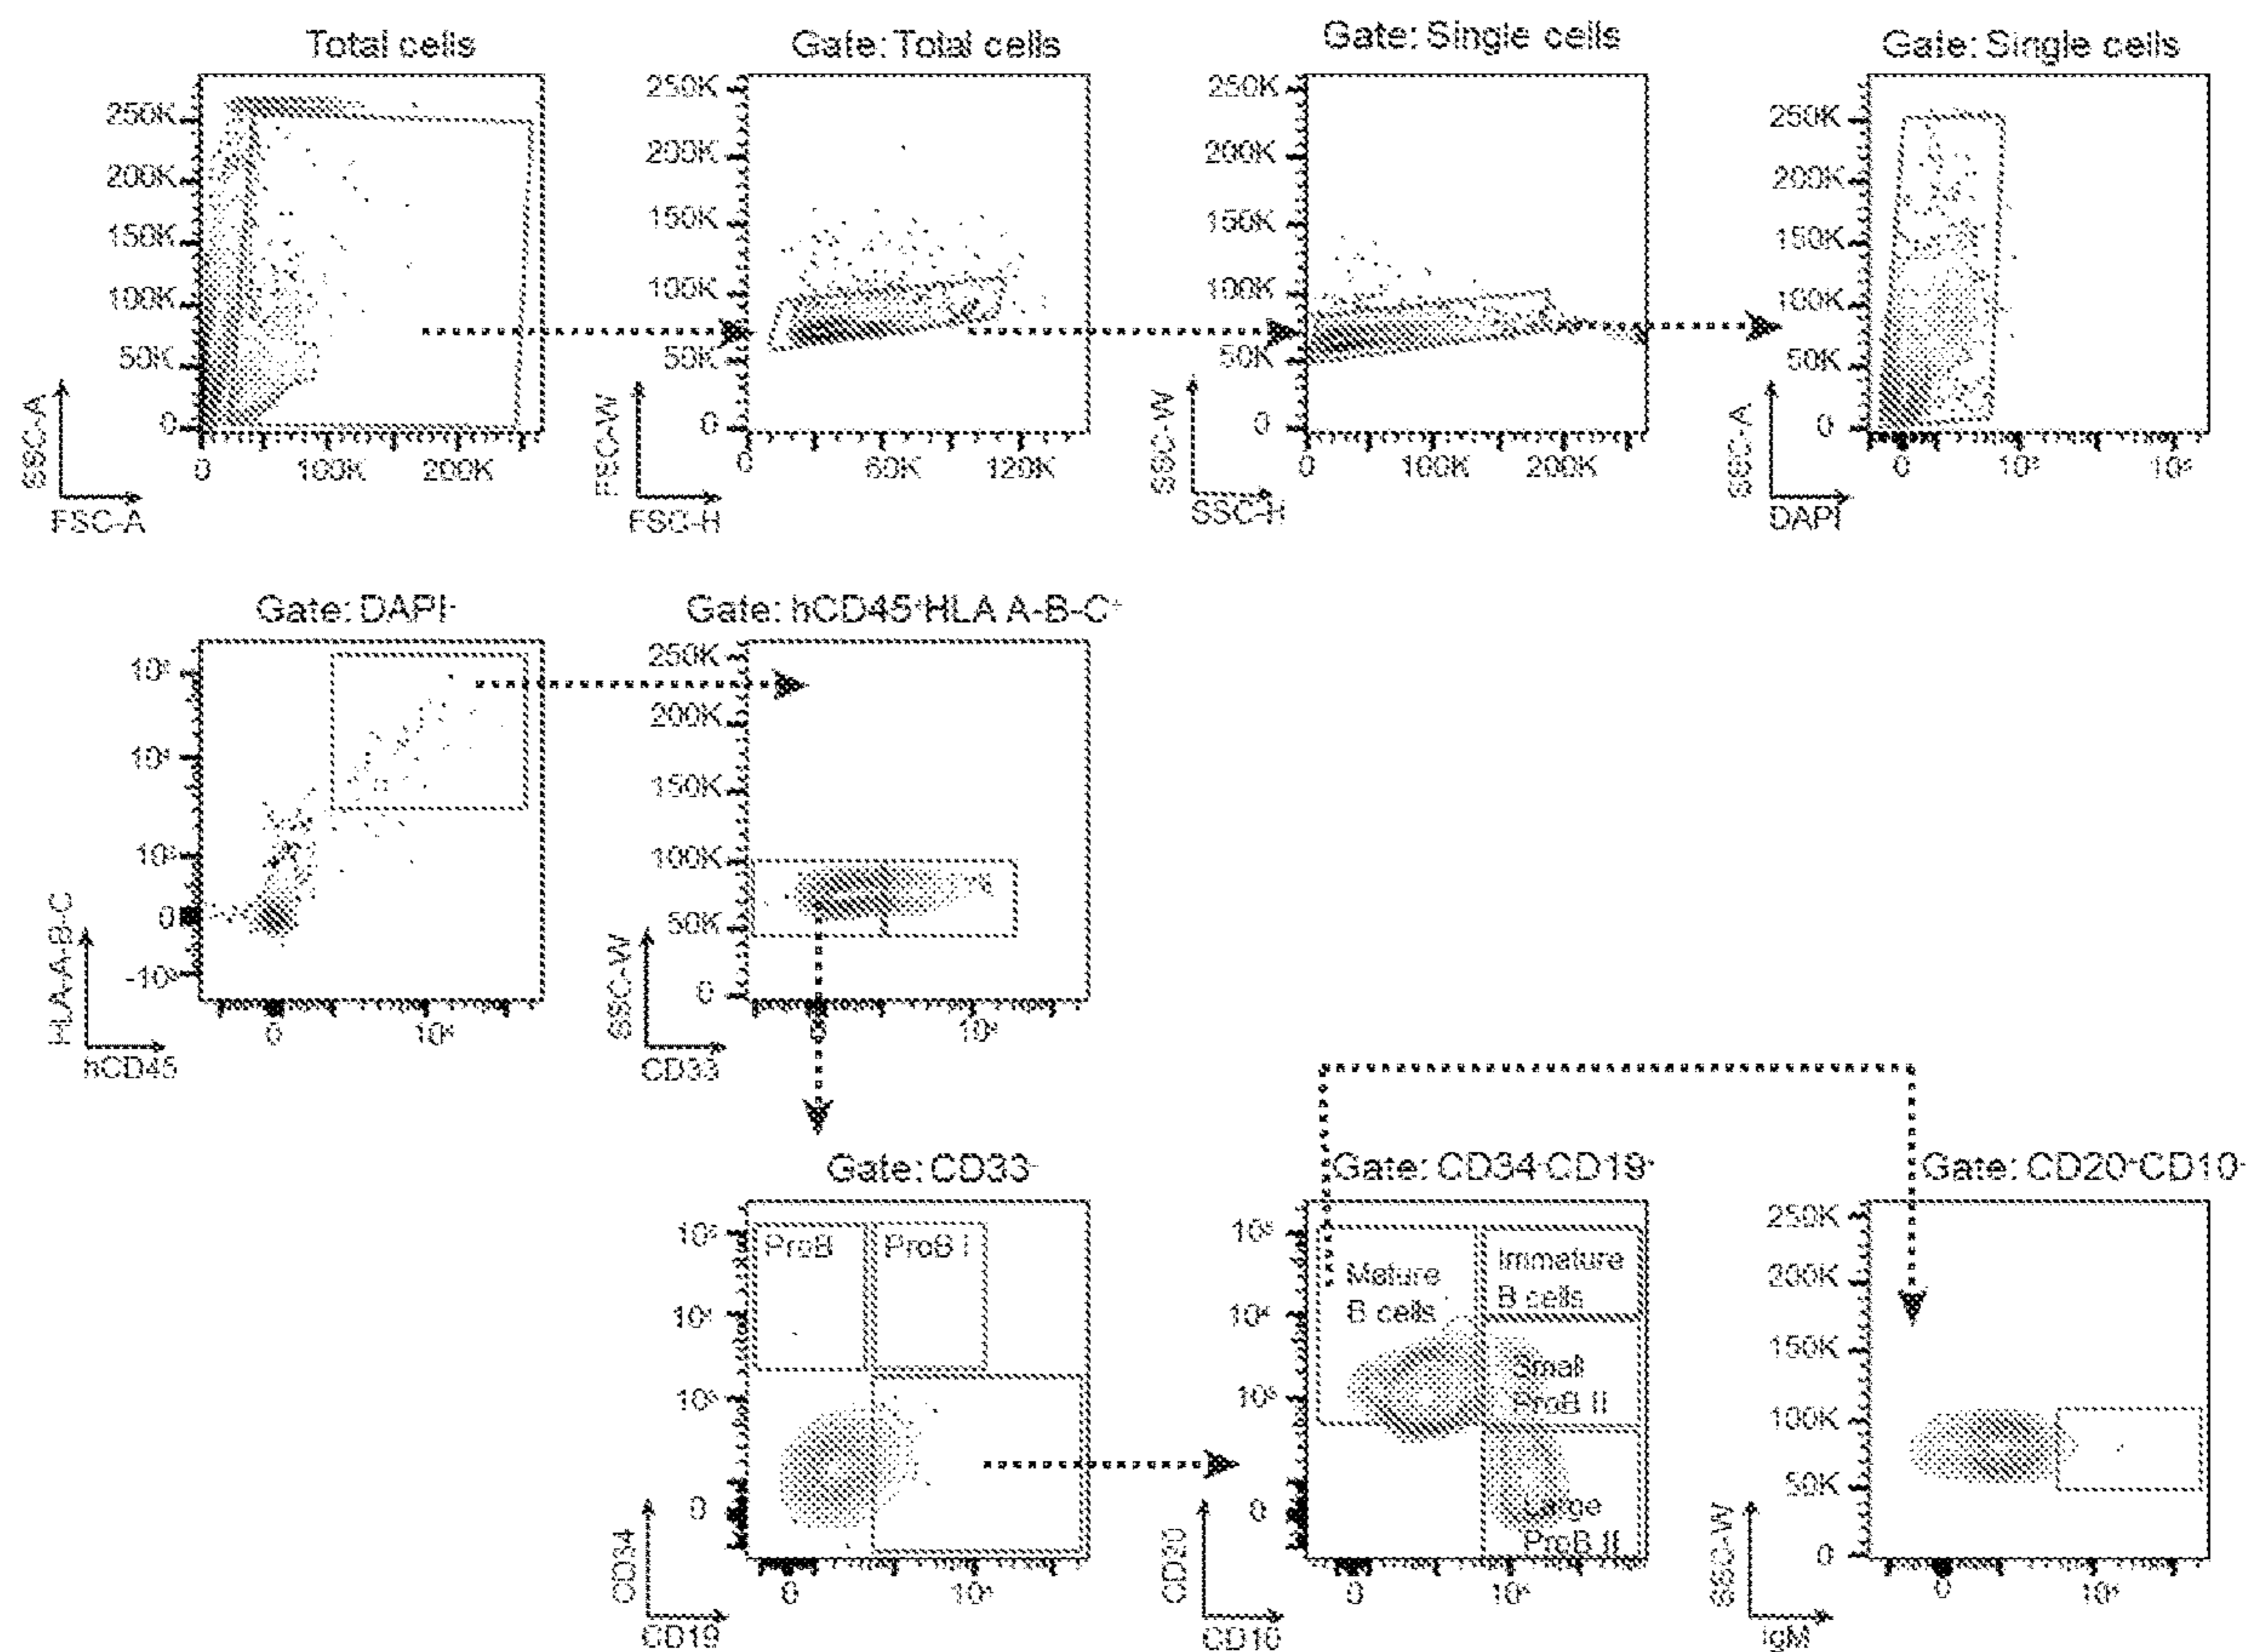 Total cells
Gate: Total cells
Gate: Single cells
Gate: Single cells
250K
200K
150K
100K
50K
0
SSC-A
0 100K 200K
FSC-A
250K
200K
150K
100K
50K
0
FSC-W
0 60K 120K
FSC-H
250K
200K
150K
100K
50K
0
SSC-W
0 100K 200K
SSC-H
250K
200K
150K
100K
50K
0
SSC-A
0
DAPI
Gate: DAPI-
Gate: hCD45+HLA A-B-C+
0
HLA-A-B-C
0
hCD45
250K
200K
150K
100K
50K
0
SSC-W
CD33
Gate: CD33-
Gate: CD34-CD19+
Gate: CD20+CD10-
ProB
ProB I
0
CD34
0
CD19
Mature
B cells
Immature
B cells
Small
ProB II
Large
ProB II
0
CD20
0
CD10
250K
200K
150K
100K
50K
0
SSC-W
0
IgM